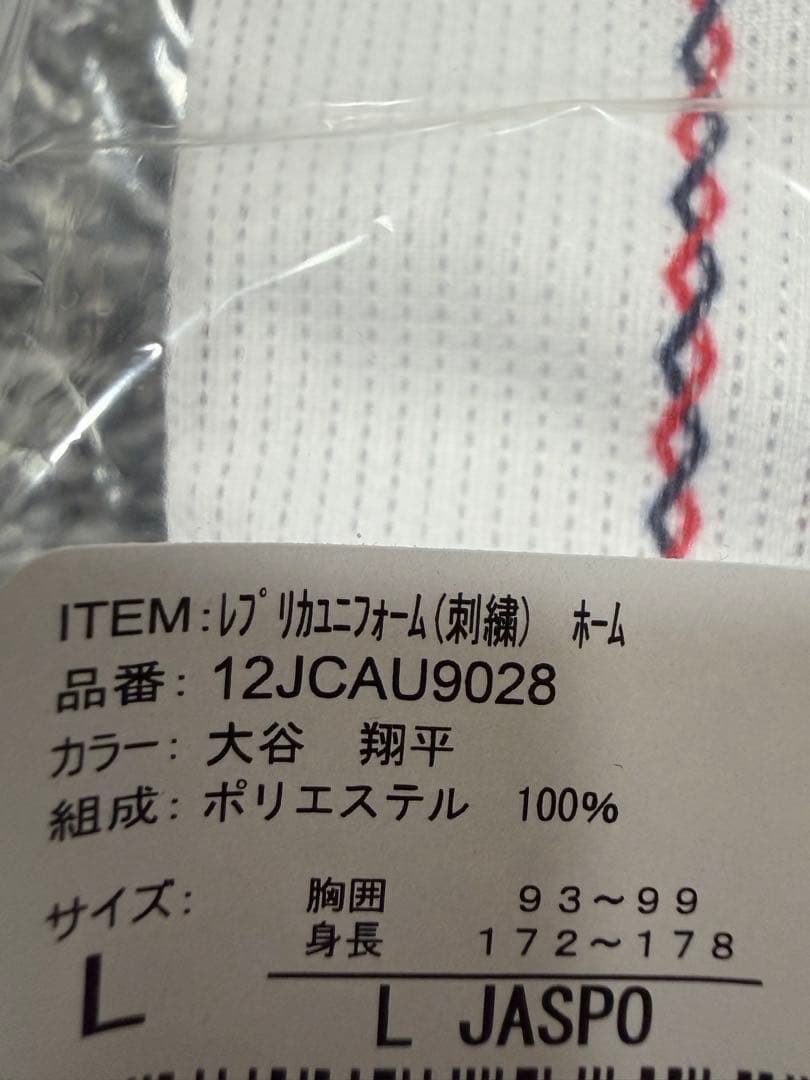 ITEM:ﾚﾌﾟﾘｶﾕﾆﾌｫｰﾑ(刺繍) ﾎｰﾑ
品番: 12JCAU9028
カラー: 大谷 翔平
組成: ポリエステル 100%
サイズ: 胸囲 93～99
身長 172～178
L
L JASPO